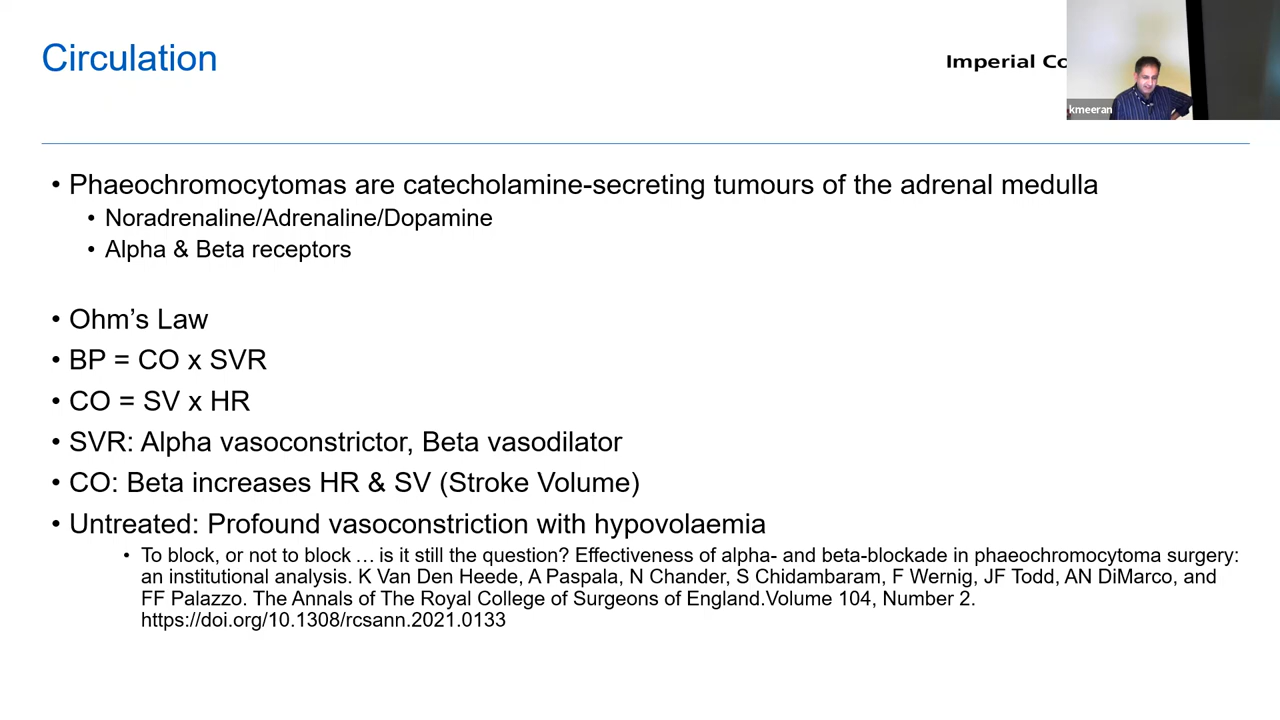 Circulation
Imperial Co
kmeeran
• Phaeochromocytomas are catecholamine-secreting tumours of the adrenal medulla
• Noradrenaline/Adrenaline/Dopamine
• Alpha & Beta receptors
• Ohm's Law
• BP = CO x SVR
• CO = SV x HR
• SVR: Alpha vasoconstrictor, Beta vasodilator
• CO: Beta increases HR & SV (Stroke Volume)
• Untreated: Profound vasoconstriction with hypovolaemia
• To block, or not to block … is it still the question? Effectiveness of alpha- and beta-blockade in phaeochromocytoma surgery:
an institutional analysis. K Van Den Heede, A Paspala, N Chander, S Chidambaram, F Wernig, JF Todd, AN DiMarco, and
FF Palazzo. The Annals of The Royal College of Surgeons of England.Volume 104, Number 2.
https://doi.org/10.1308/rcsann.2021.0133